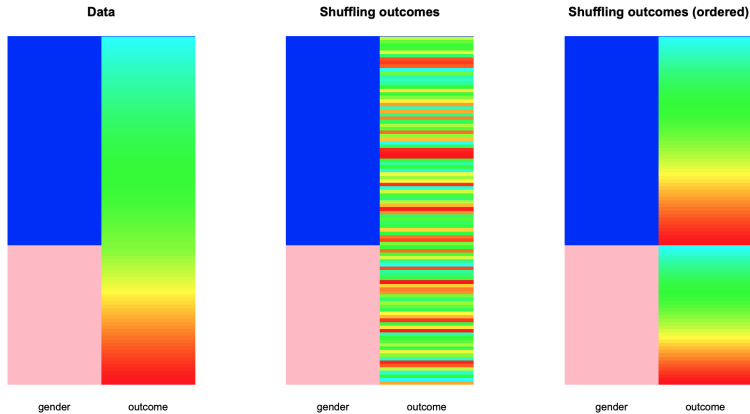 Data
Shuffling outcomes
Shuffling outcomes (ordered)
gender
outcome
gender
outcome
gender
outcome